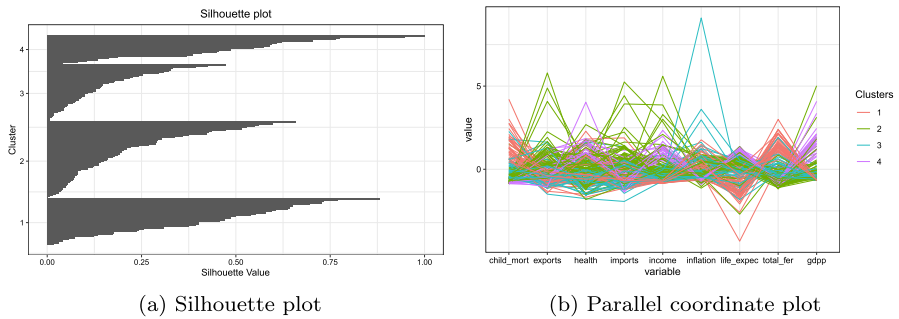 Silhouette plot
Cluster
4
3
2
1
0.00 0.25 0.50 0.75 1.00
Silhouette Value
(a) Silhouette plot
value
5
0
child_mort exports health imports income inflation life_expec total_fer gdpp
variable
Clusters
1
2
3
4
(b) Parallel coordinate plot